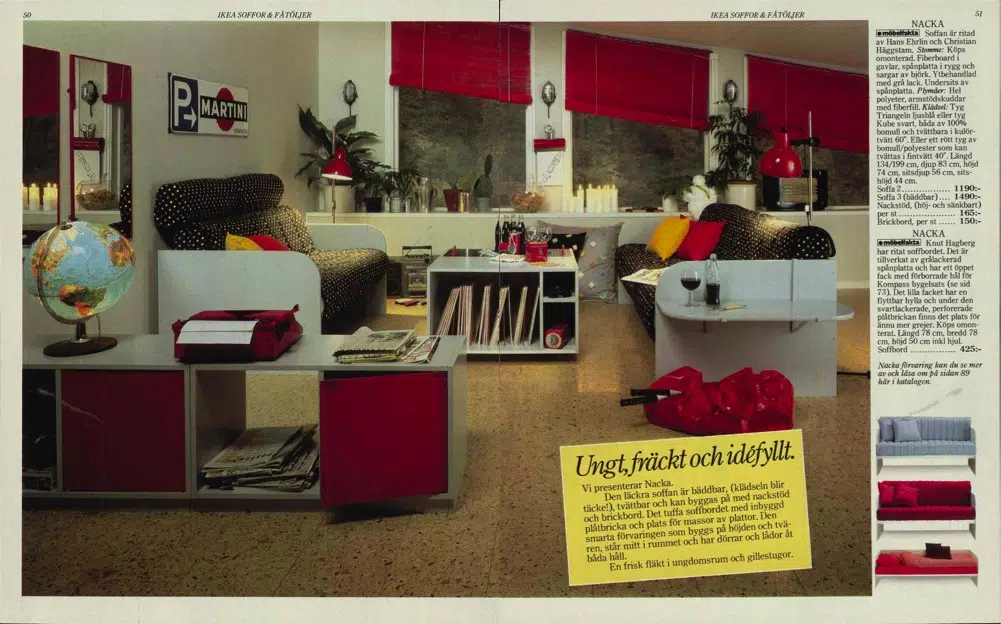 50
IKEA SOFFOR & FÅTÖLJER
IKEA SOFFOR & FÅTÖLJER
51
P
MARTINI
Ungt, fräckt och idéfyllt.
Vi presenterar Nacka.
Den läckra soffan är bäddbar, (klädseln blir
täcke!), tvättbar och kan byggas på med nackstöd
och brickbord. Det tuffa soffbordet med inbyggd
plåtbricka och plats för massor av plattor. Den
smarta förvaringen som byggs på höjden och tvä-
ren, står mitt i rummet och har dörrar och lådor åt
båda håll.
En frisk fläkt i ungdomsrum och gillestugor.
NACKA
möbelfakta Soffan är ritad
av Hans Ehrlin och Christian
Häggstam. Stomme: Köps
omonterad. Fiberboard i
gavlar, spånplatta i rygg och
sargar av björk. Ytbehandlad
med grå lack. Undersits av
spånplatta. Plymåer: Hel
polyeter, armstödskuddar
med fiberfill. Klädsel: Tyg
Triangeln ljusblå eller tyg
Kube svart, båda av 100%
bomull och tvättbara i kulör-
tvätt 60°. Eller ett rött tyg av
bomull/polyester som kan
tvättas i fintvätt 40°. Längd
134/199 cm, djup 83 cm, höjd
74 cm, sitsdjup 56 cm, sits-
höjd 44 cm.
Soffa 2 .................. 1190:-
Soffa 3 (bäddbar) .... 1490:-
Nackstöd, (höj- och sänkbart)
per st .................... 165:-
Brickbord, per st ..... 150:-
NACKA
möbelfakta Knut Hagberg
har ritat soffbordet. Det är
tillverkat av grålackerad
spånplatta och har ett öppet
fack med förborrade hål för
Kompass bygelsats (se sid
73). Det lilla facket har en
flyttbar hylla och under den
svartlackerade, perforerade
plåtbrickan finns det plats för
ännu mer grejer. Köps omon-
terat. Längd 78 cm, bredd 78
cm, höjd 50 cm inkl hjul.
Soffbord ................ 425:-
Nacka förvaring kan du se mer
av och läsa om på sidan 89
här i katalogen.